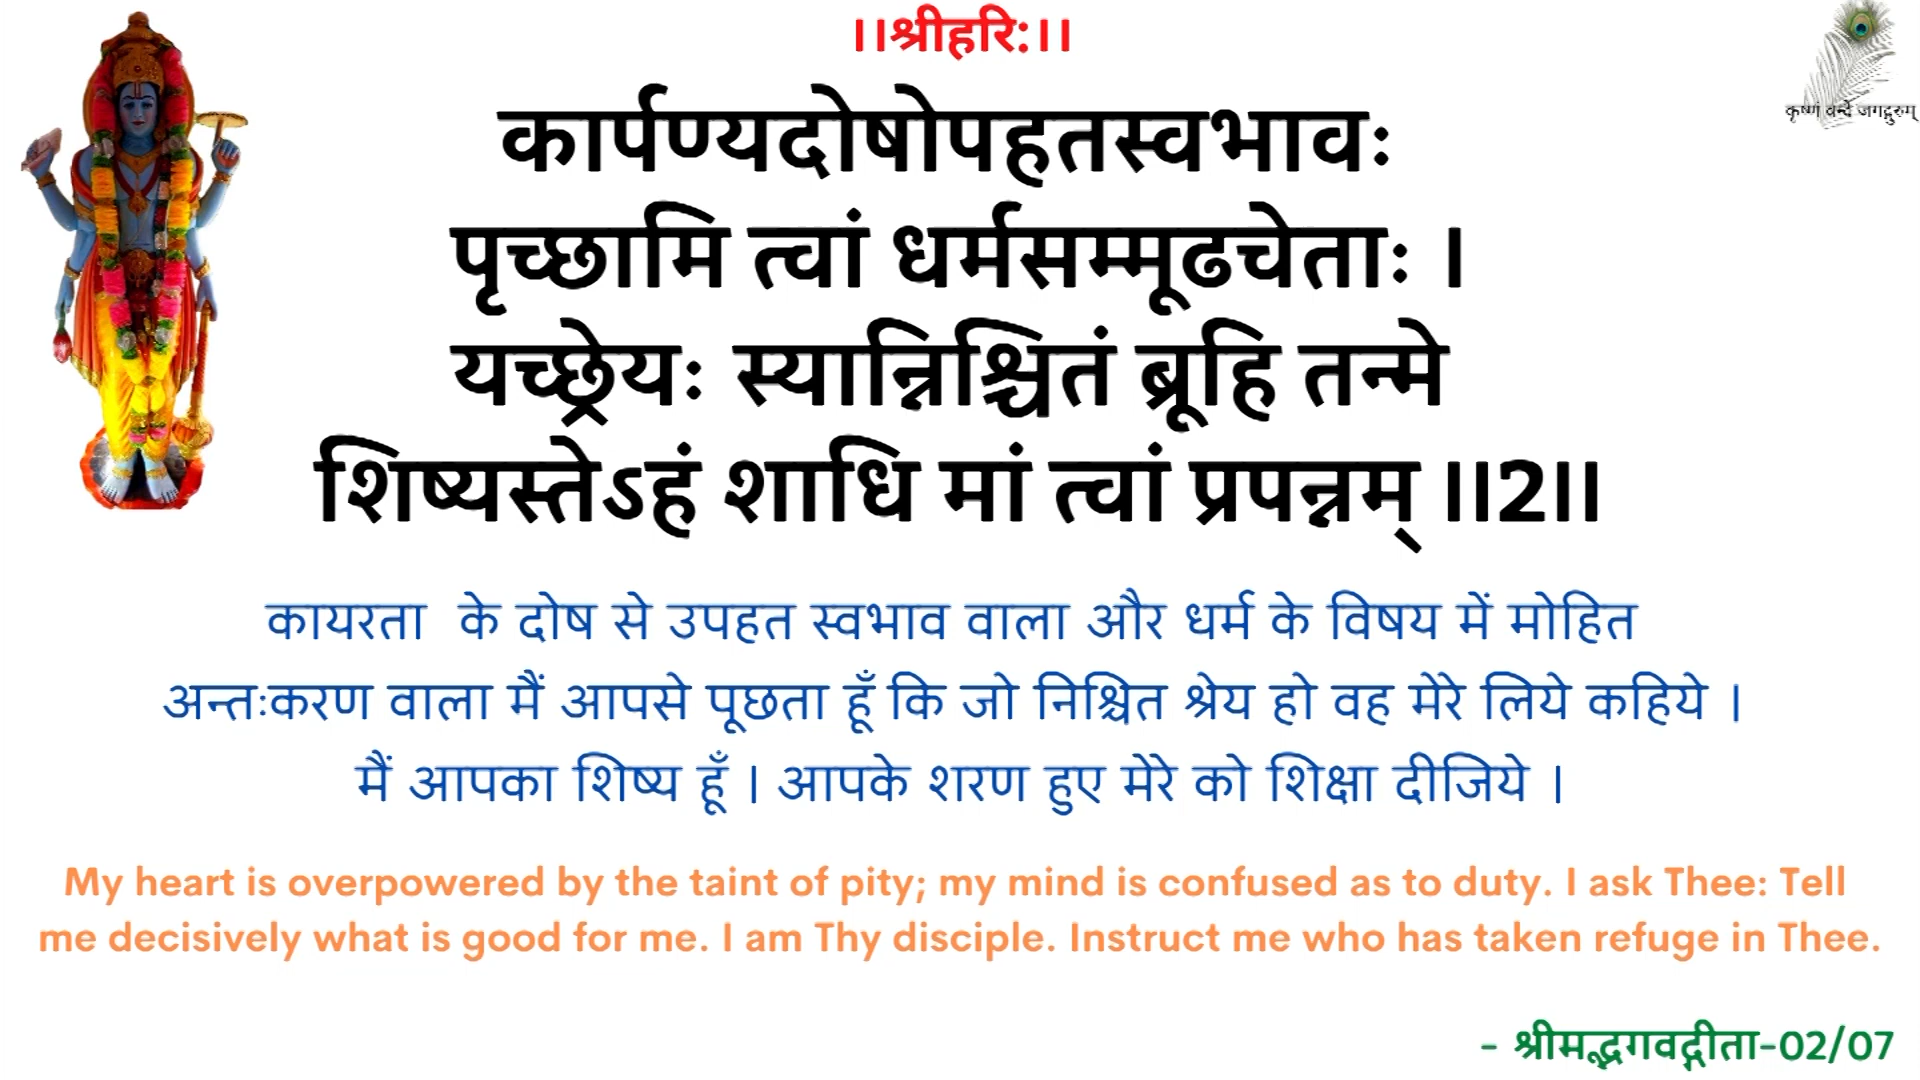 ।।श्रीहरि:।।
कृष्णं वन्दे जगद्गुरुम्
कार्पण्यदोषोपहतस्वभावः
पृच्छामि त्वां धर्मसम्मूढचेताः ।
यच्छ्रेयः स्यान्निश्चितं ब्रूहि तन्मे
शिष्यस्तेऽहं शाधि मां त्वां प्रपन्नम् ।।2।।
कायरता के दोष से उपहत स्वभाव वाला और धर्म के विषय में मोहित
अन्तःकरण वाला मैं आपसे पूछता हूँ कि जो निश्चित श्रेय हो वह मेरे लिये कहिये ।
मैं आपका शिष्य हूँ । आपके शरण हुए मेरे को शिक्षा दीजिये ।
My heart is overpowered by the taint of pity; my mind is confused as to duty. I ask Thee: Tell
me decisively what is good for me. I am Thy disciple. Instruct me who has taken refuge in Thee.
- श्रीमद्भगवद्गीता-02/07